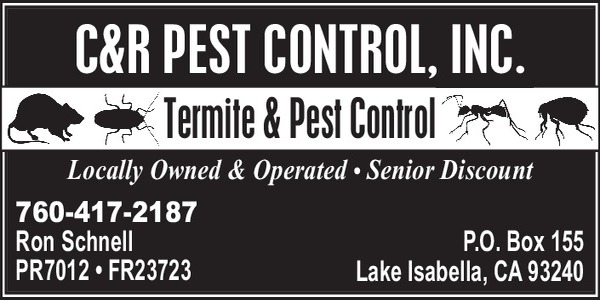 C&R PEST CONTROL, INC.
Termite & Pest Control
Locally Owned & Operated • Senior Discount
760-417-2187
Ron Schnell
PR7012 • FR23723
P.O. Box 155
Lake Isabella, CA 93240